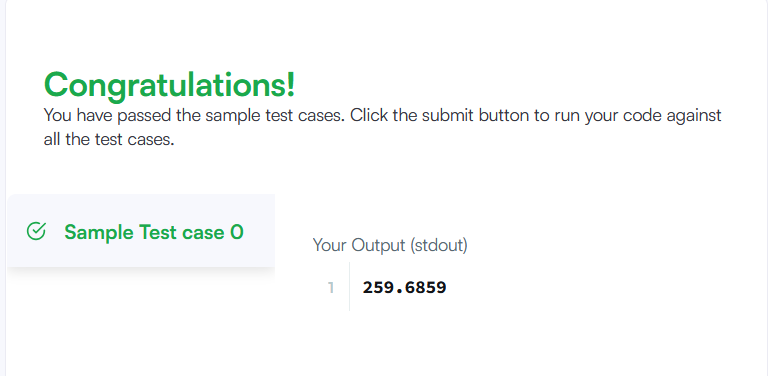 Congratulations!
You have passed the sample test cases. Click the submit button to run your code against
all the test cases.
Sample Test case 0
Your Output (stdout)
1 259.6859